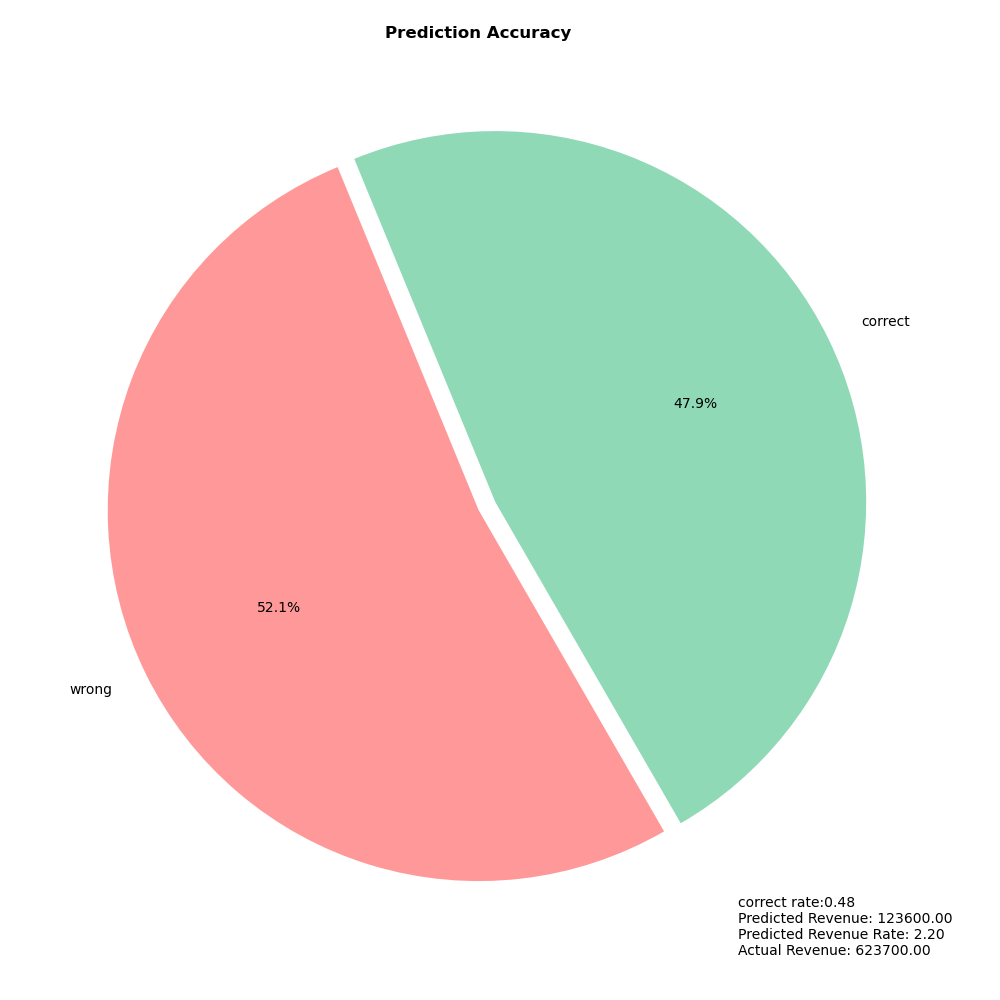 Prediction Accuracy
correct
47.9%
52.1%
wrong
correct rate:0.48
Predicted Revenue: 123600.00
Predicted Revenue Rate: 2.20
Actual Revenue: 623700.00